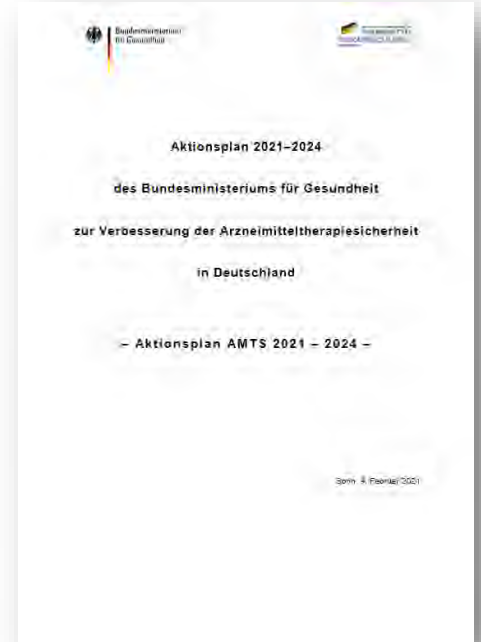 Bundesministerium
für Gesundheit
Aktionsplan 2021–2024
des Bundesministeriums für Gesundheit
zur Verbesserung der Arzneimitteltherapiesicherheit
in Deutschland
– Aktionsplan AMTS 2021 – 2024 –
Bonn, 4. Februar 2021